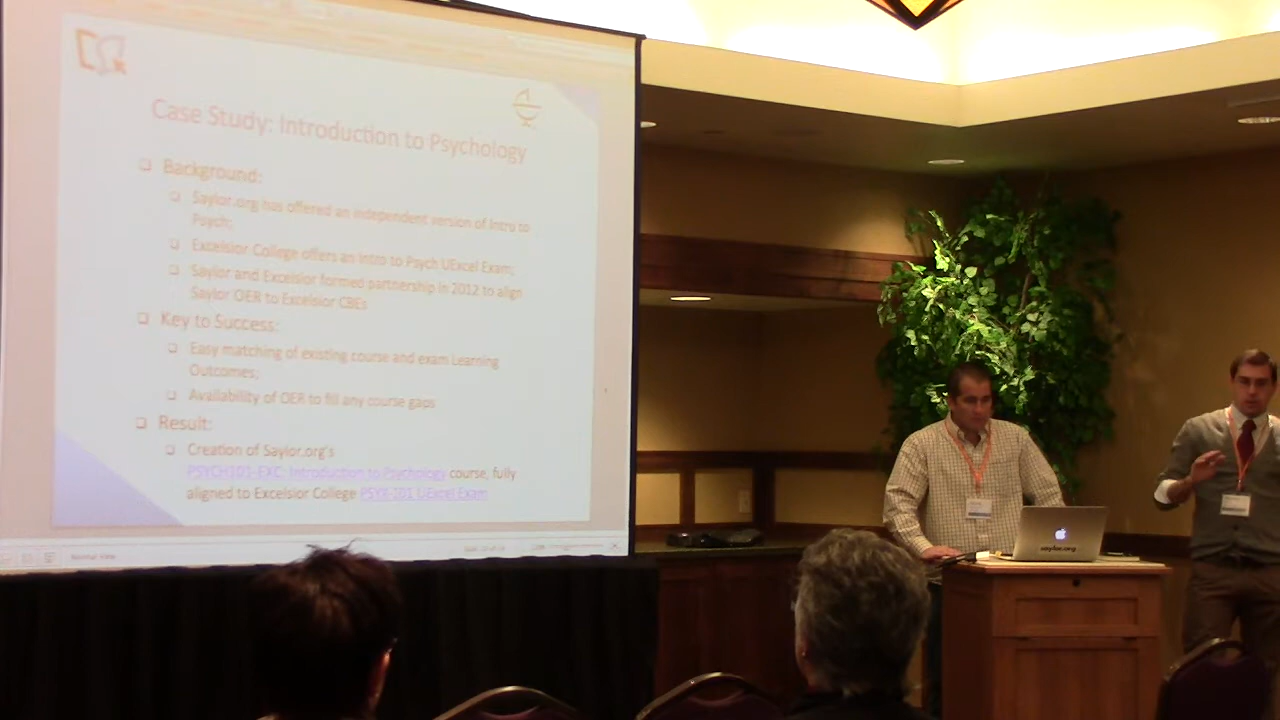 Case Study: Introduction to Psychology
Background:
Saylor.org has offered an independent version of Intro to
Psych;
Excelsior College offers an Intro to Psych UExcel Exam;
Saylor and Excelsior formed partnership in 2012 to align
Saylor OER to Excelsior CBEs
Key to Success:
Easy matching of existing course and exam Learning
Outcomes;
Availability of OER to fill any course gaps
Result:
Creation of Saylor.org's
PSYCH101-EXC: Introduction to Psychology course, fully
aligned to Excelsior College PSYX-101 UExcel Exam
saylor.org